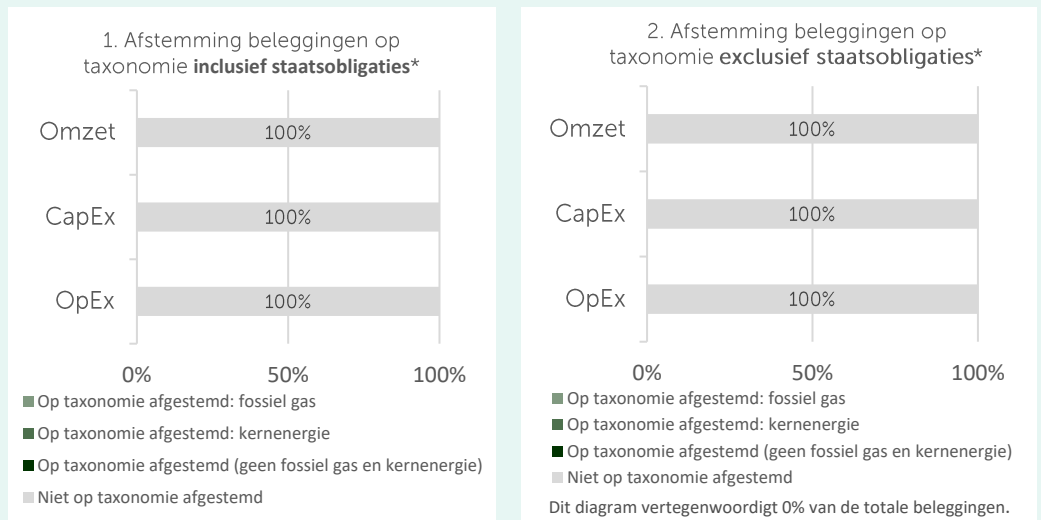 1. Afstemming beleggingen op
taxonomie inclusief staatsobligaties*
Omzet
100%
CapEx
100%
OpEx
100%
0%
50%
100%
Op taxonomie afgestemd: fossiel gas
Op taxonomie afgestemd: kernenergie
Op taxonomie afgestemd (geen fossiel gas en kernenergie)
Niet op taxonomie afgestemd
2. Afstemming beleggingen op
taxonomie exclusief staatsobligaties*
Omzet
100%
CapEx
100%
OpEx
100%
0%
50%
100%
Op taxonomie afgestemd: fossiel gas
Op taxonomie afgestemd: kernenergie
Op taxonomie afgestemd (geen fossiel gas en kernenergie)
Niet op taxonomie afgestemd
Dit diagram vertegenwoordigt 0% van de totale beleggingen.